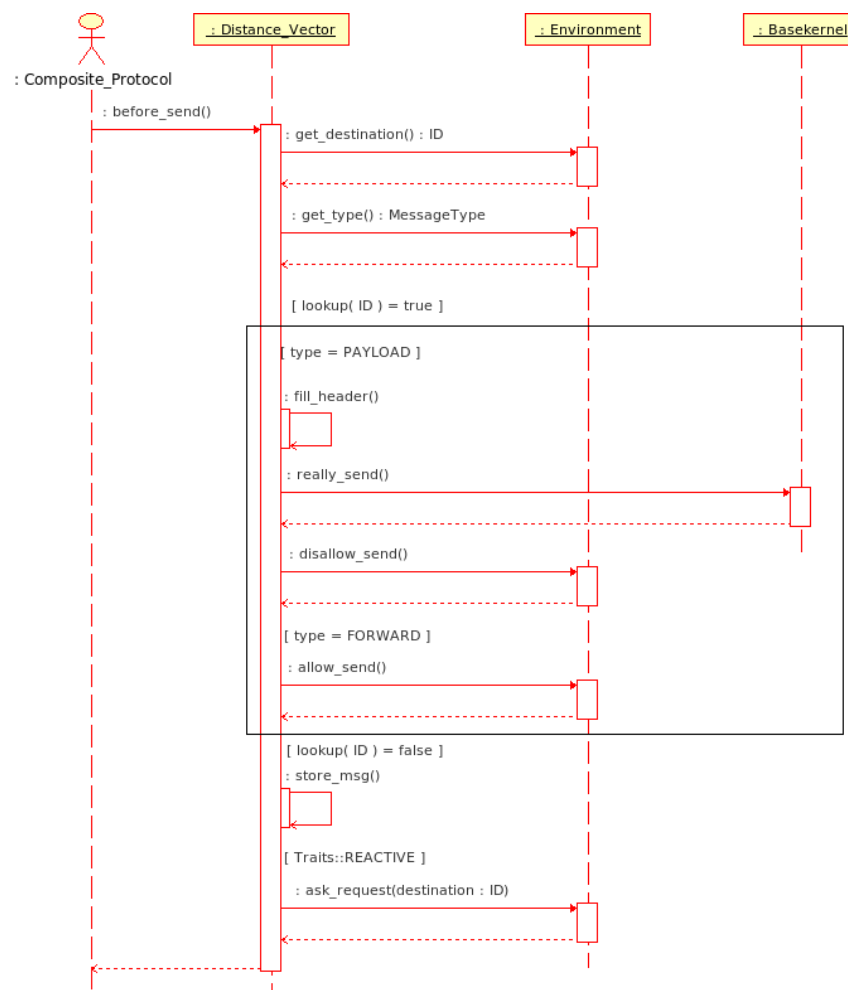 : Distance_Vector
: Environment
: Basekernel
: Composite_Protocol
: before_send()
: get_destination() : ID
: get_type() : MessageType
[ lookup( ID ) = true ]
[ type = PAYLOAD ]
: fill_header()
: really_send()
: disallow_send()
[ type = FORWARD ]
: allow_send()
[ lookup( ID ) = false ]
: store_msg()
[ Traits::REACTIVE ]
: ask_request(destination : ID)